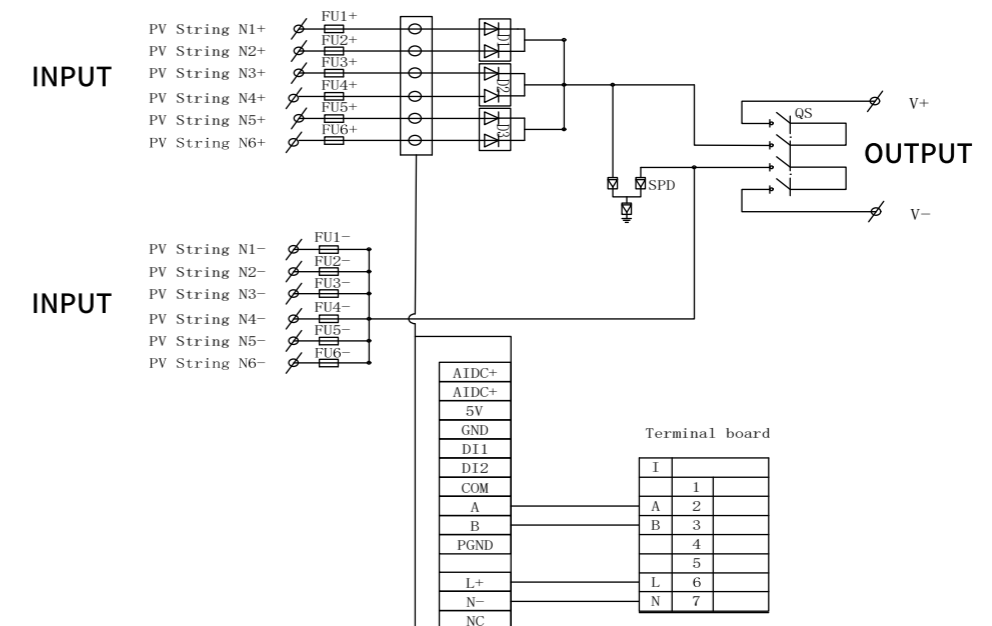 FU1+
PV String N1+
FU2+
PV String N2+
D1
FU3+
PV String N3+
INPUT
FU4+
PV String N4+
D2
V+
FU5+
PV String N5+
QS
FU6+
PV String N6+
D3
OUTPUT
SPD
V-
FU1-
PV String N1-
FU2-
PV String N2-
FU3-
PV String N3-
INPUT
FU4-
PV String N4-
FU5-
PV String N5-
FU6-
PV String N6-
AIDC+
AIDC+
5V
GND
DI1
DI2
COM
A
B
PGND
L+
N-
NC
Terminal board
I
1
A 2
B 3
4
5
L 6
N 7